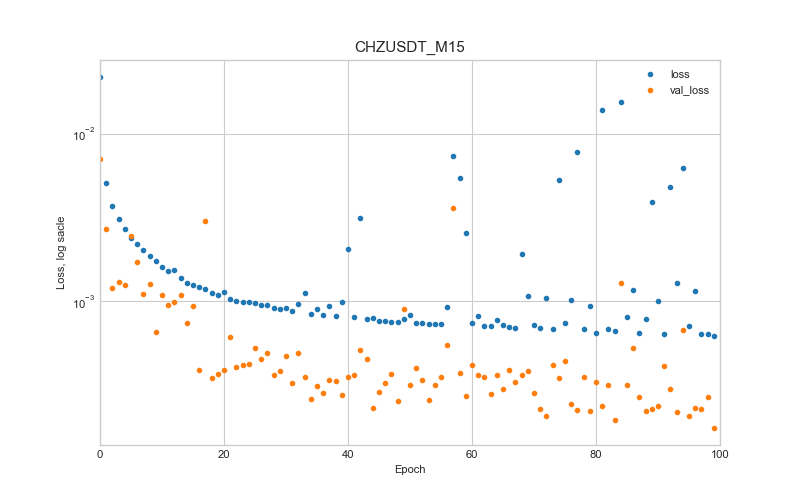 CHZUSDT_M15
loss
val_loss
10⁻²
10⁻³
Loss, log sacle
0 20 40 60 80 100
Epoch